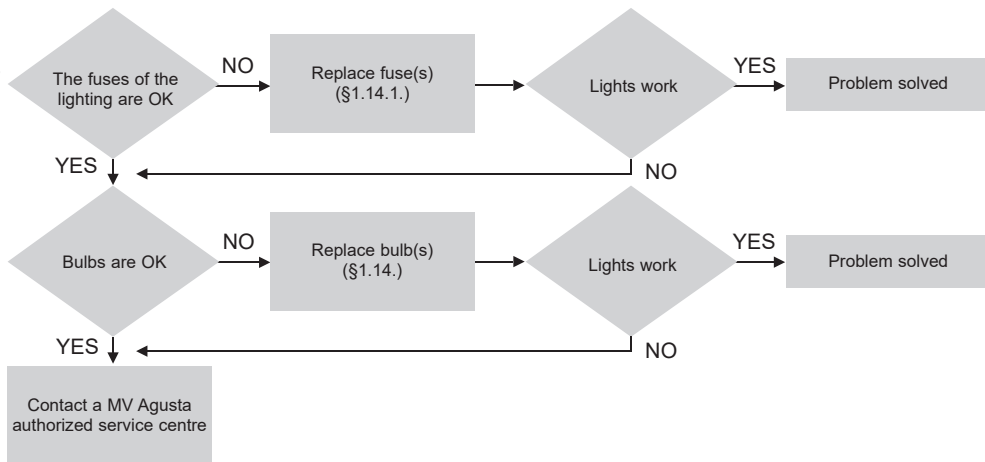 The fuses of the
lighting are OK
NO
Replace fuse(s)
(§1.14.1.)
Lights work
YES
Problem solved
YES
NO
Bulbs are OK
NO
Replace bulb(s)
(§1.14.)
Lights work
YES
Problem solved
YES
NO
Contact a MV Agusta
authorized service centre